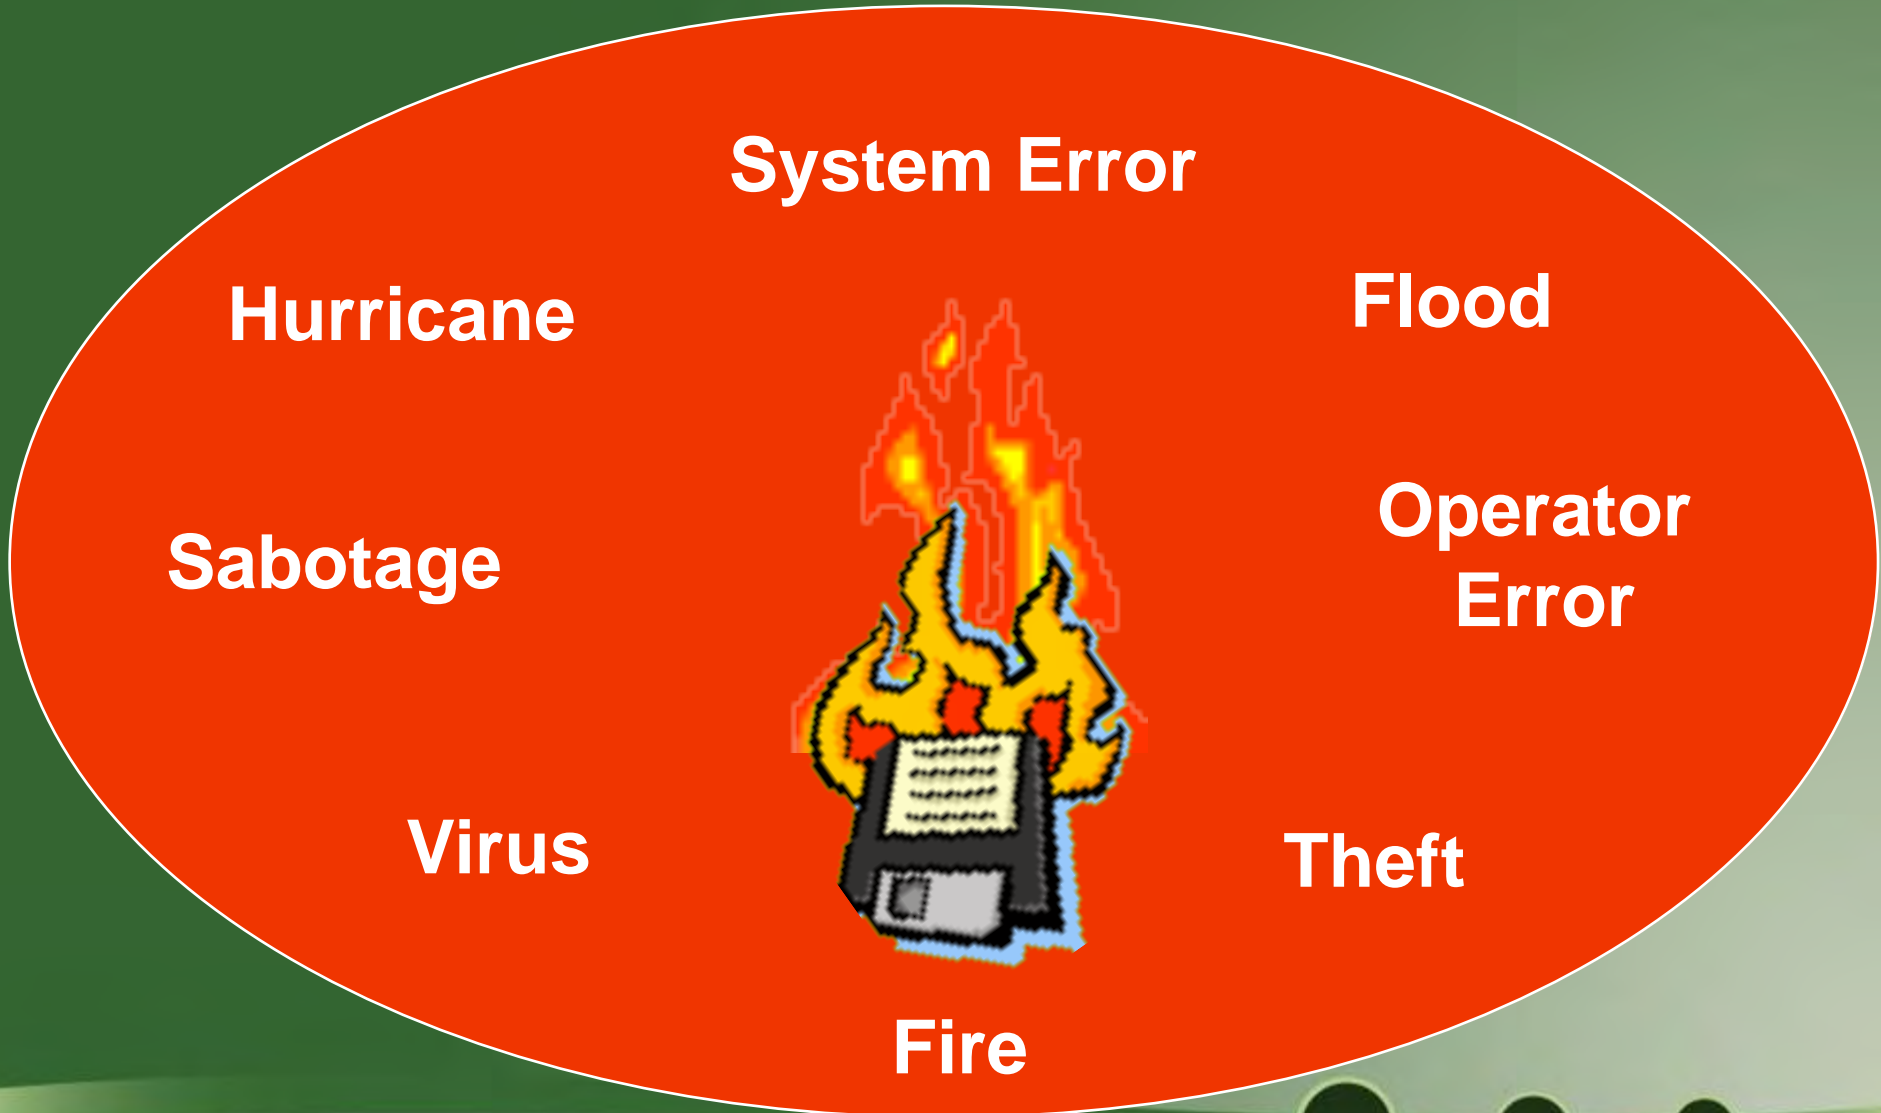 System Error
Hurricane
Flood
Sabotage
Operator
Error
Virus
Theft
Fire